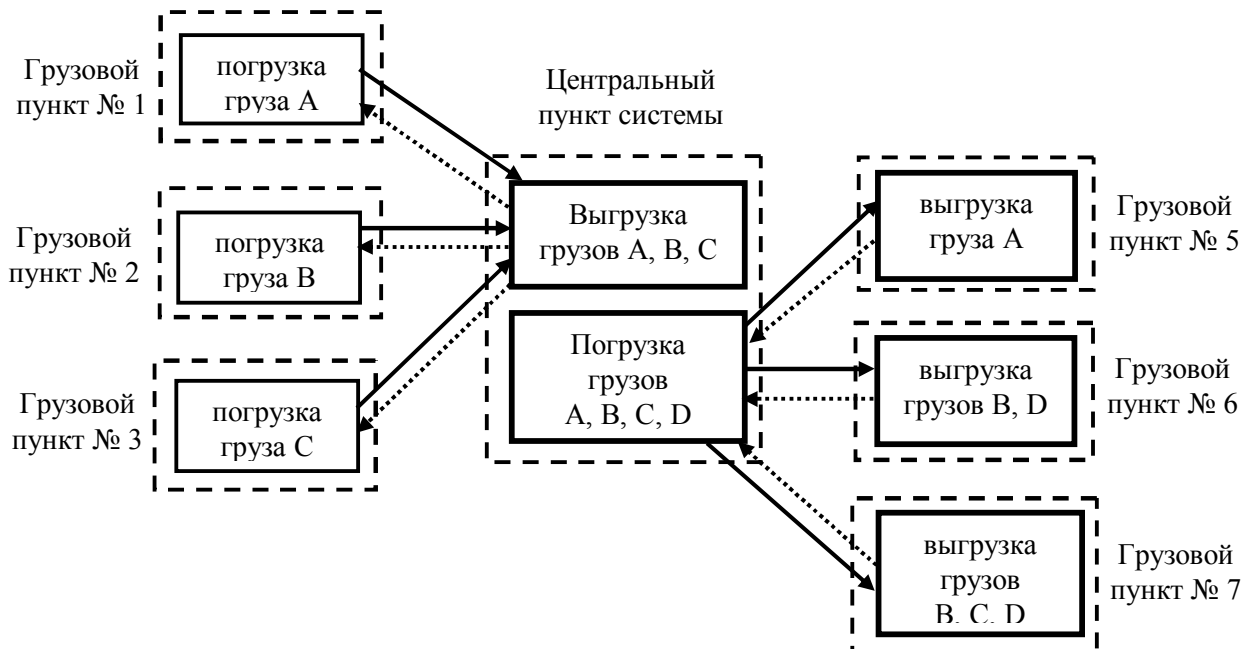 Грузовой
пункт № 1
погрузка
груза А
Центральный
пункт системы
Грузовой
пункт № 2
погрузка
груза В
Выгрузка
грузов А, В, С
выгрузка
груза А
Грузовой
пункт № 5
Грузовой
пункт № 3
погрузка
груза С
Погрузка
грузов
А, В, С, D
выгрузка
грузов В, D
Грузовой
пункт № 6
выгрузка
грузов
В, С, D
Грузовой
пункт № 7